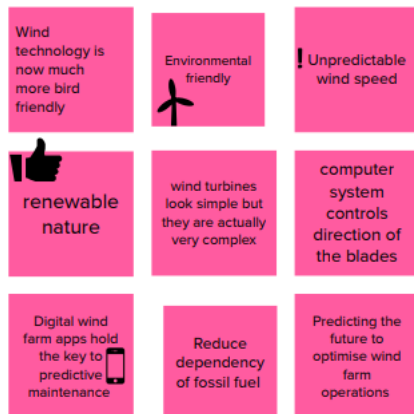 Wind
technology is
now much
more bird
friendly
Environmental
friendly
! Unpredictable
wind speed
renewable
nature
wind turbines
look simple but
they are actually
very complex
computer
system
controls
direction of
the blades
Digital wind
farm apps hold
the key to
predictive
maintenance
Reduce
dependency
of fossil fuel
Predicting the
future to
optimise wind
farm
operations